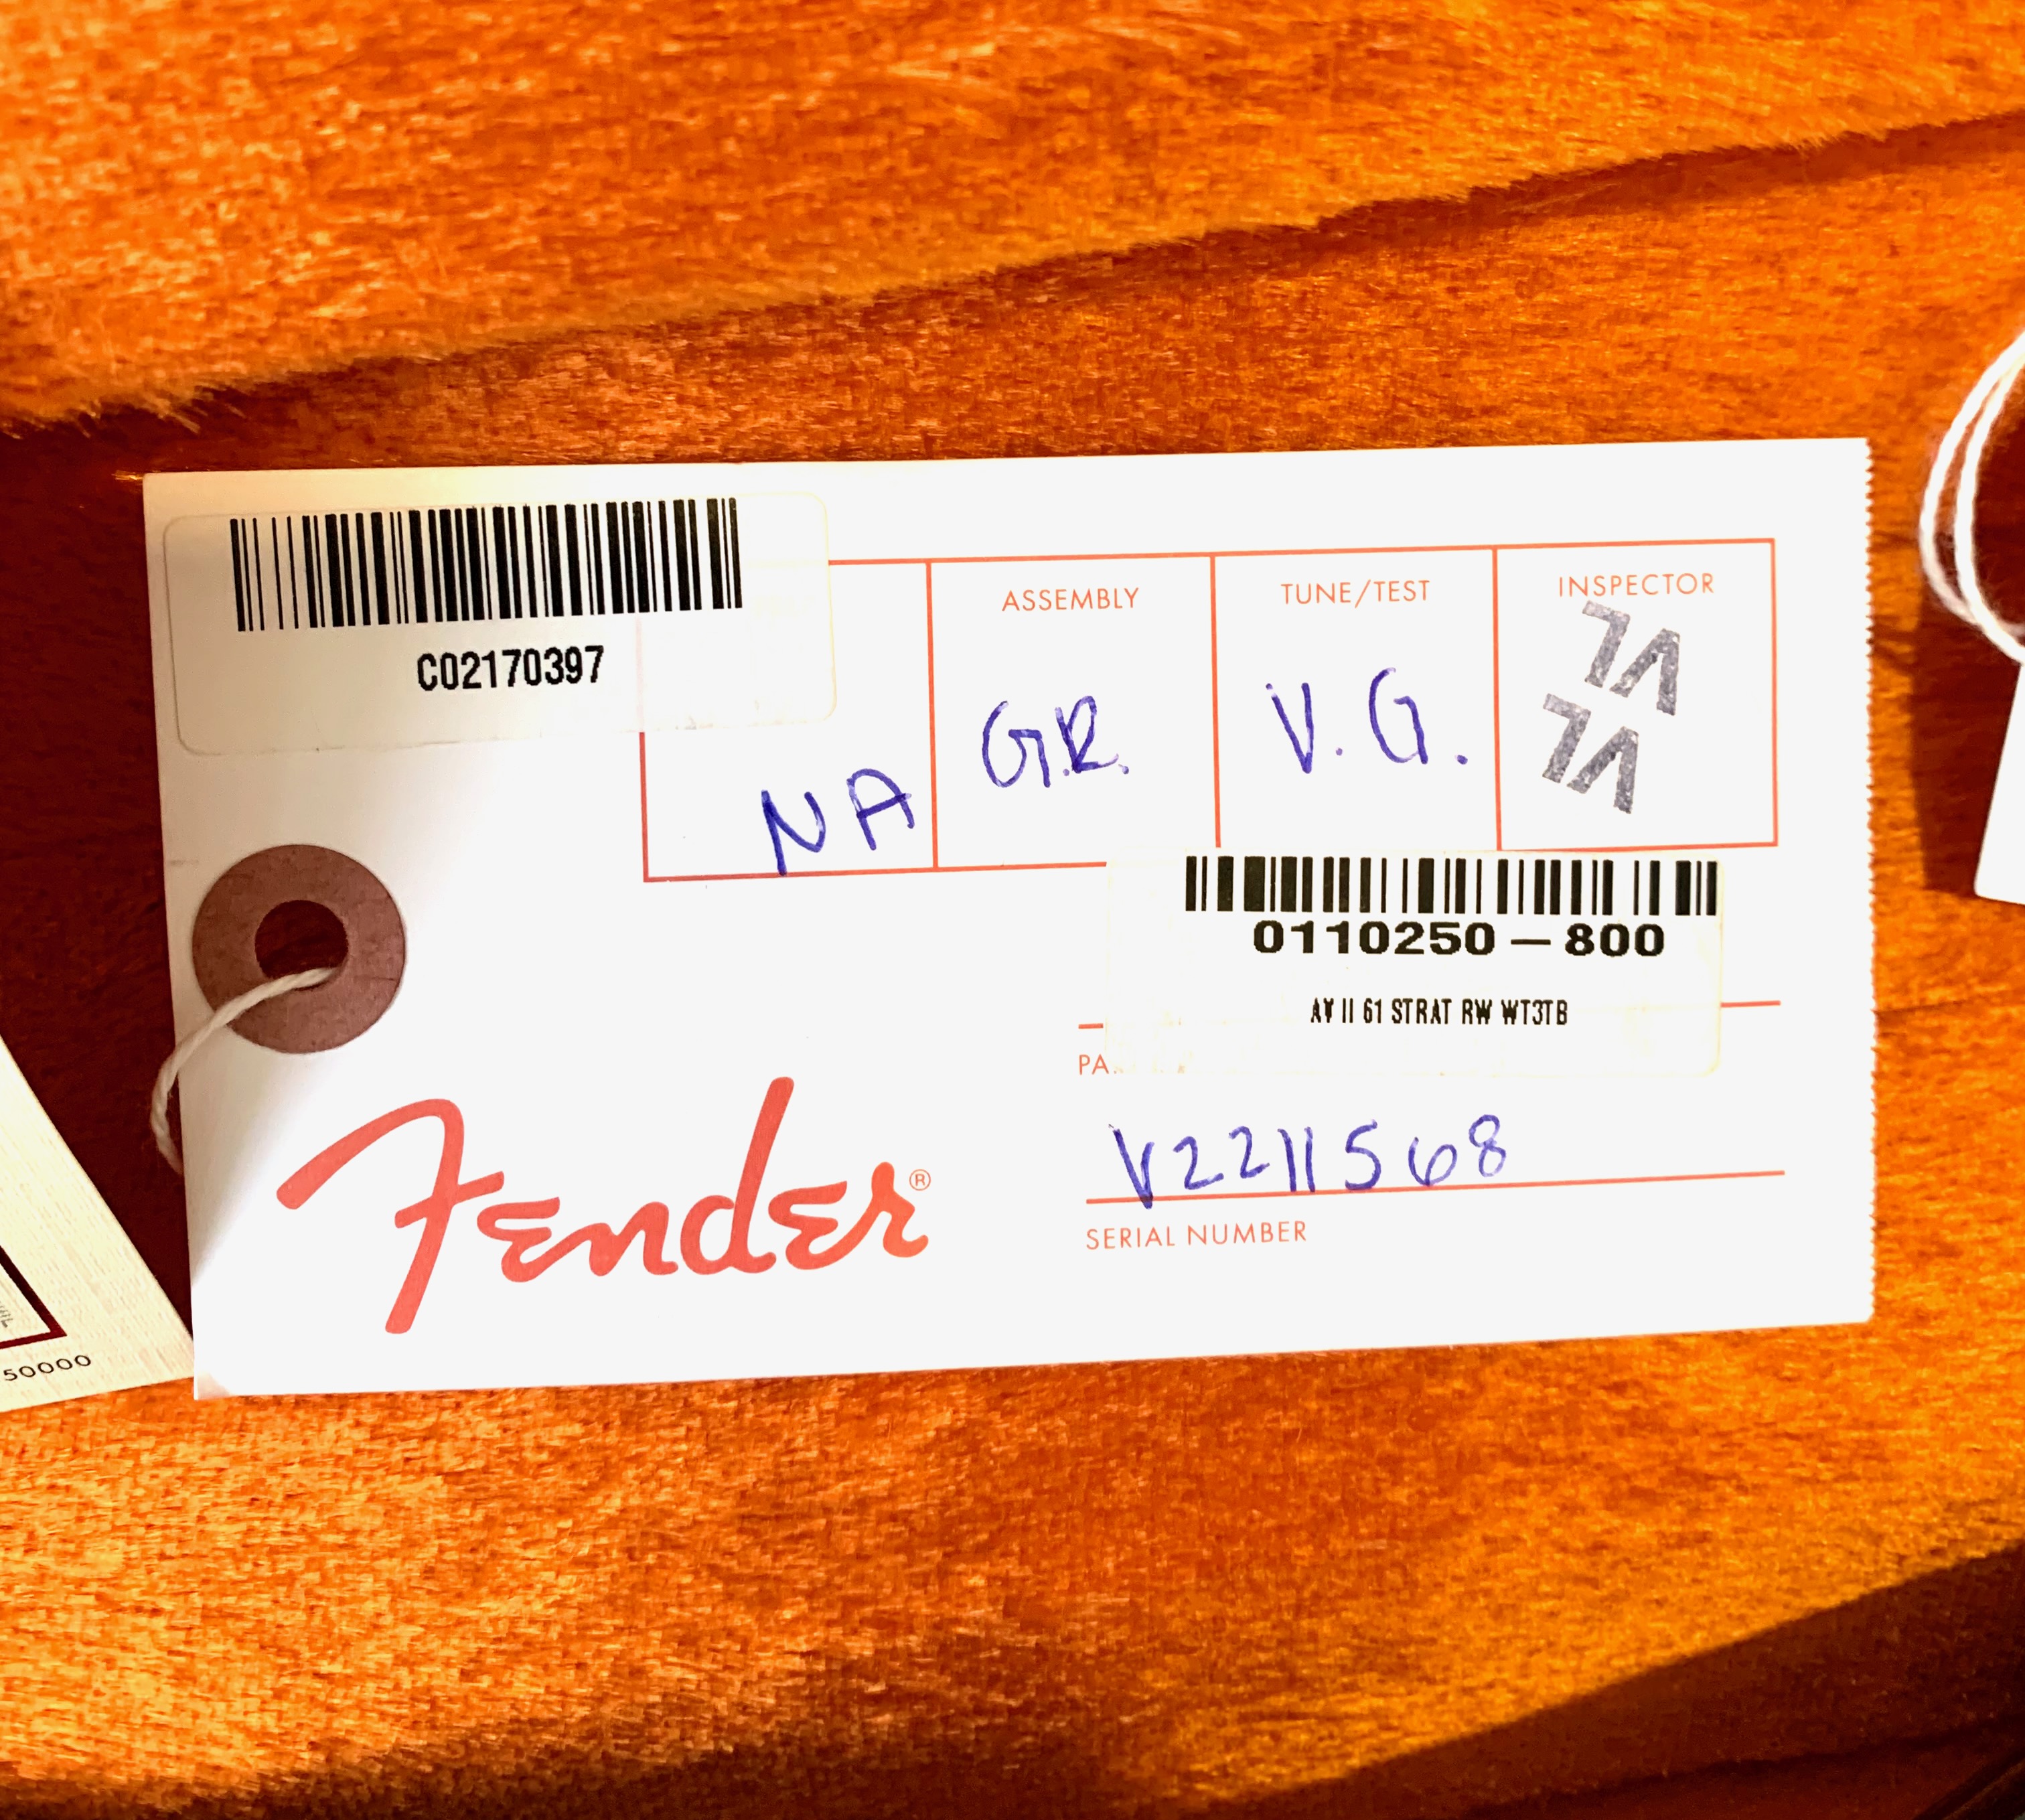 C02170397
ASSEMBLY
TUNE/TEST
INSPECTOR
NA
G.R.
V. G.
0110250-800
AV II 61 STRAT RW WT3TB
PA
V2211568
SERIAL NUMBER
Fender®
50000